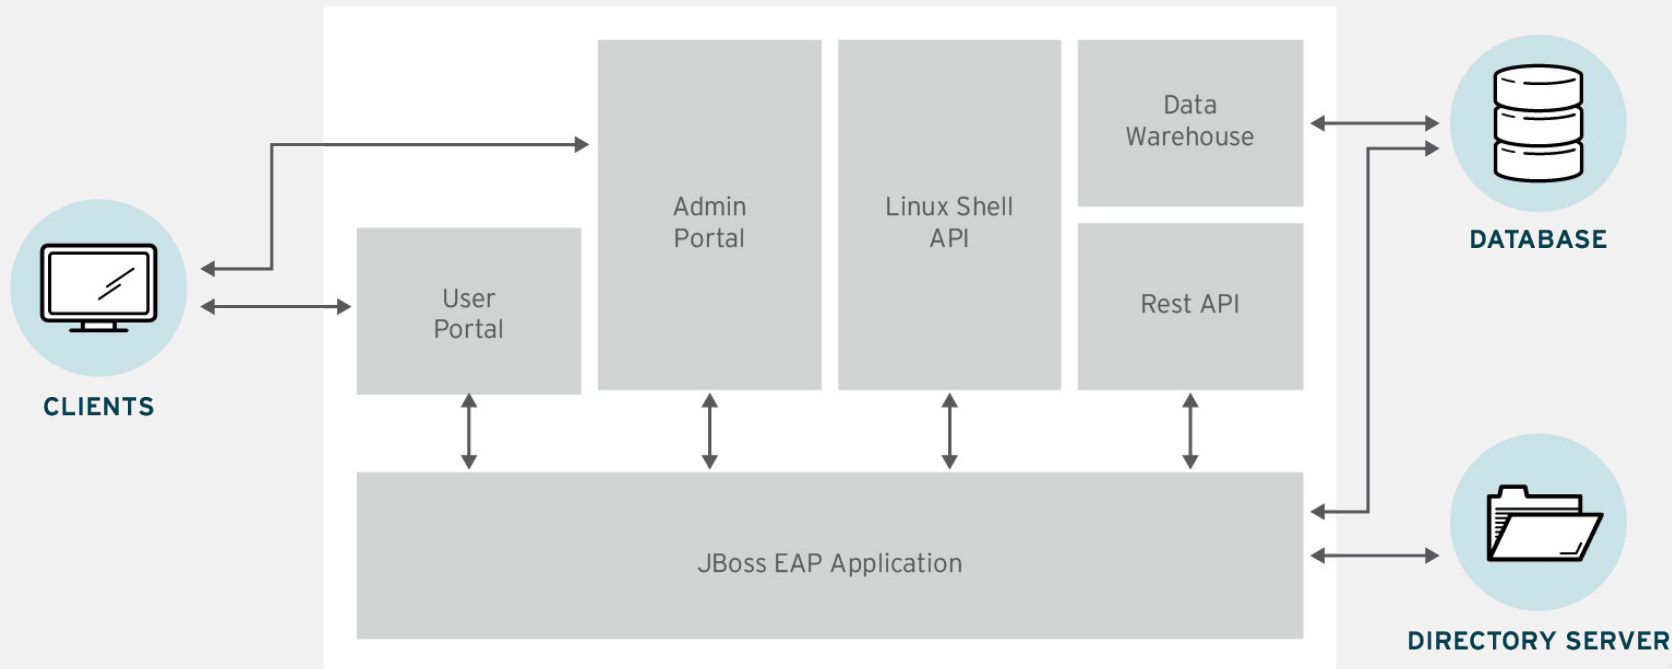 Admin
Portal
Linux Shell
API
Data
Warehouse
User
Portal
Rest API
CLIENTS
DATABASE
JBoss EAP Application
DIRECTORY SERVER